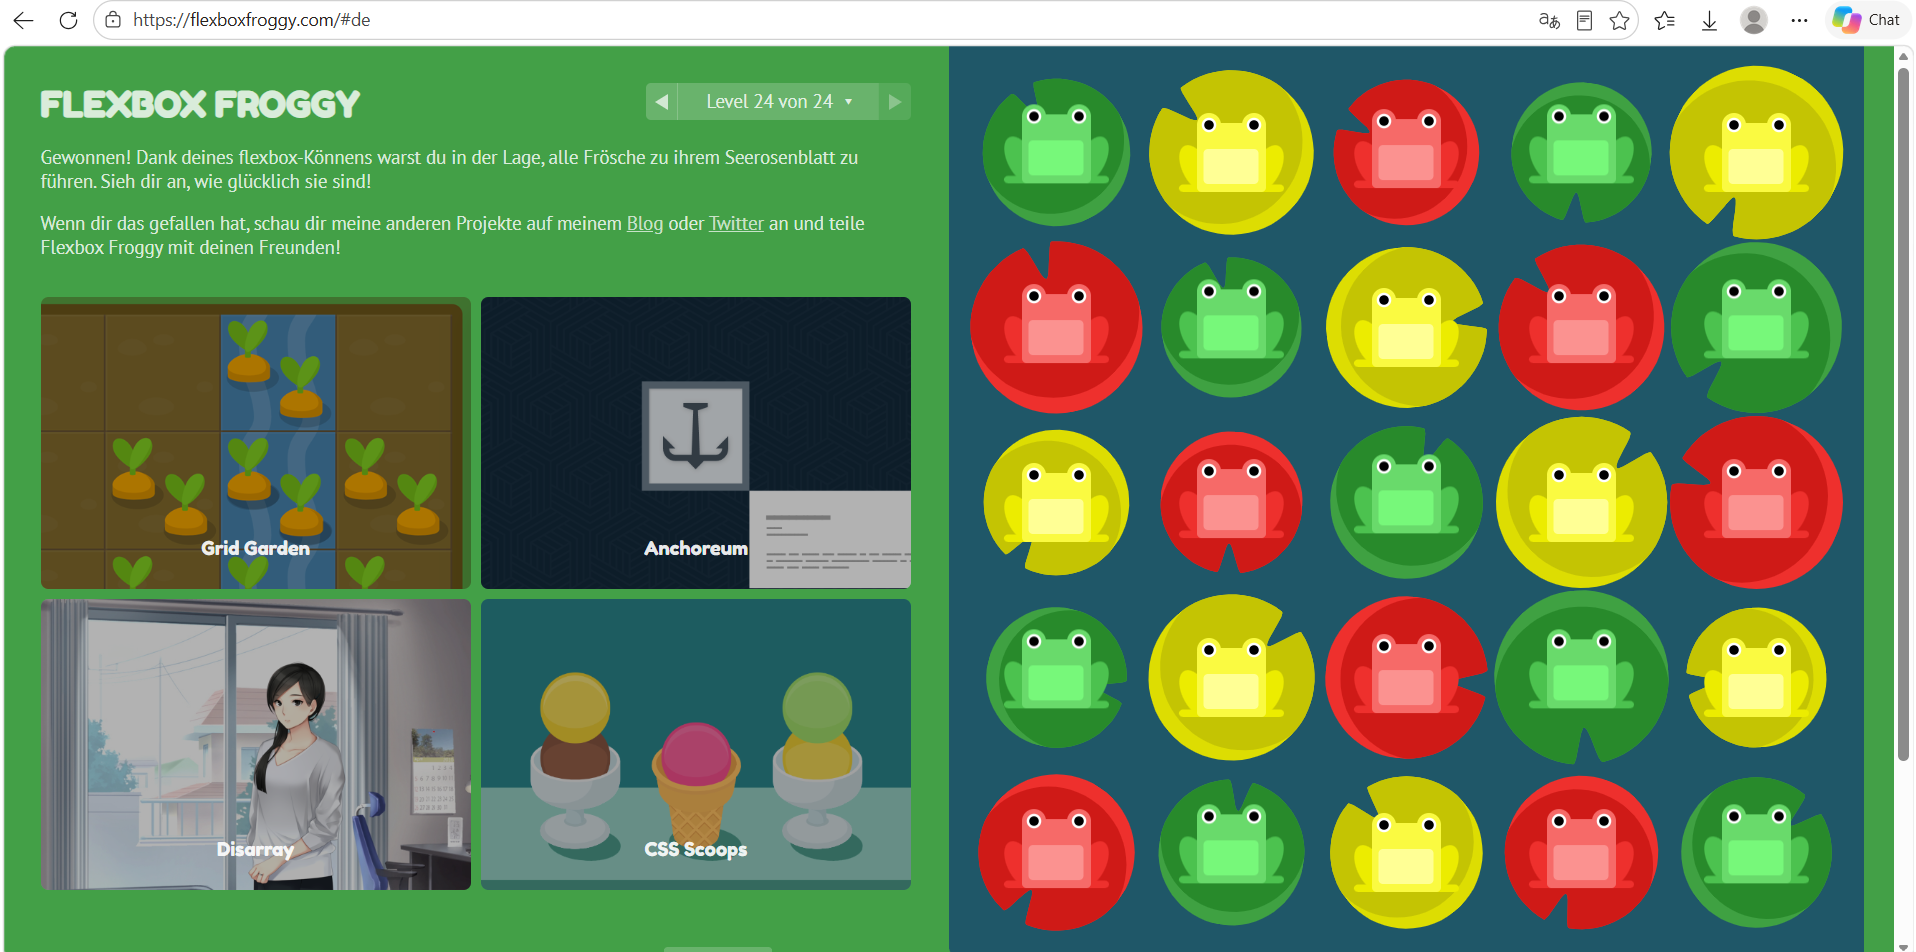 https://flexboxfroggy.com/#de
Chat
FLEXBOX FROGGY
Level 24 von 24
Gewonnen! Dank deines flexbox-Könnens warst du in der Lage, alle Frösche zu ihrem Seerosenblatt zu
führen. Sieh dir an, wie glücklich sie sind!
Wenn dir das gefallen hat, schau dir meine anderen Projekte auf meinem Blog oder Twitter an und teile
Flexbox Froggy mit deinen Freunden!
Grid Garden
Anchoreum
Disarray
CSS Scoops